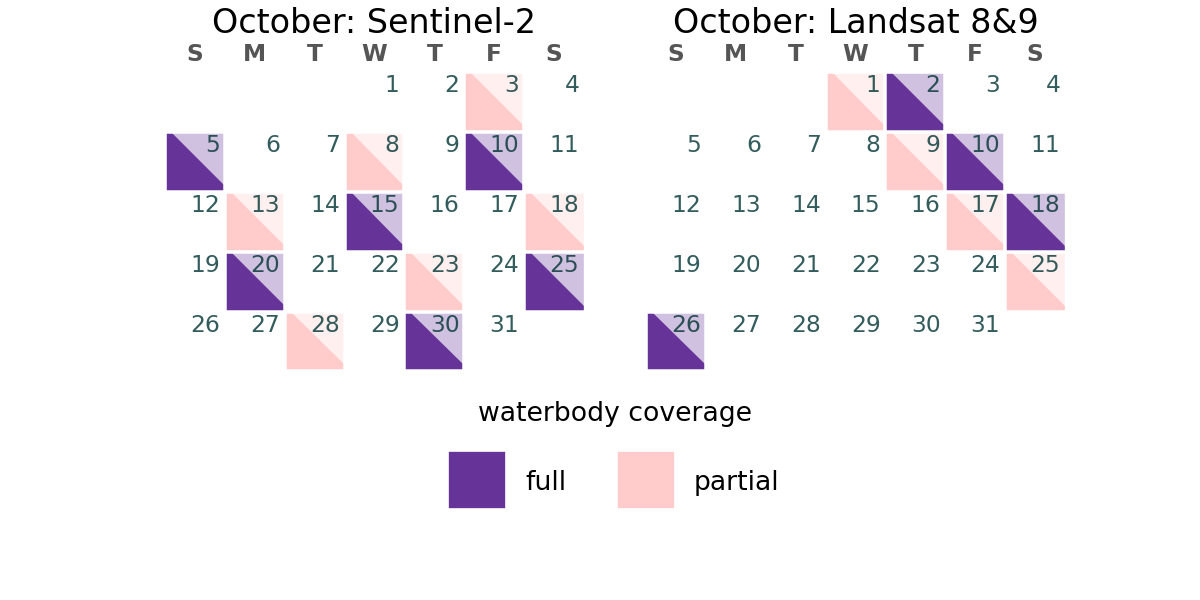 October: Sentinel-2
S M T W T F S
1 2 3 4
5 6 7 8 9 10 11
12 13 14 15 16 17 18
19 20 21 22 23 24 25
26 27 28 29 30 31
October: Landsat 8&9
S M T W T F S
1 2 3 4
5 6 7 8 9 10 11
12 13 14 15 16 17 18
19 20 21 22 23 24 25
26 27 28 29 30 31
waterbody coverage
full
partial